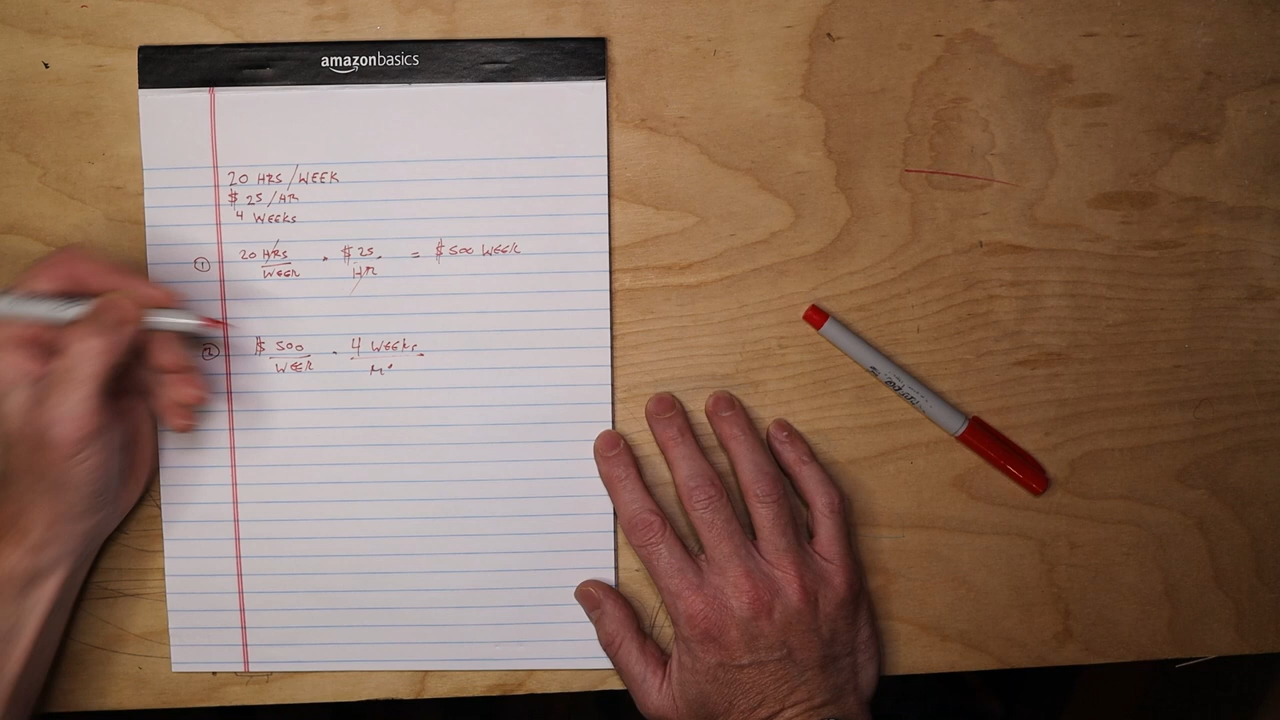 amazonbasics
20 HRS/WEEK
$ 25/HR
4 WEEKS
① 20 HRS/WEEK · $25/HR = $500 WEEK
② $500/WEEK · 4 WEEKS/